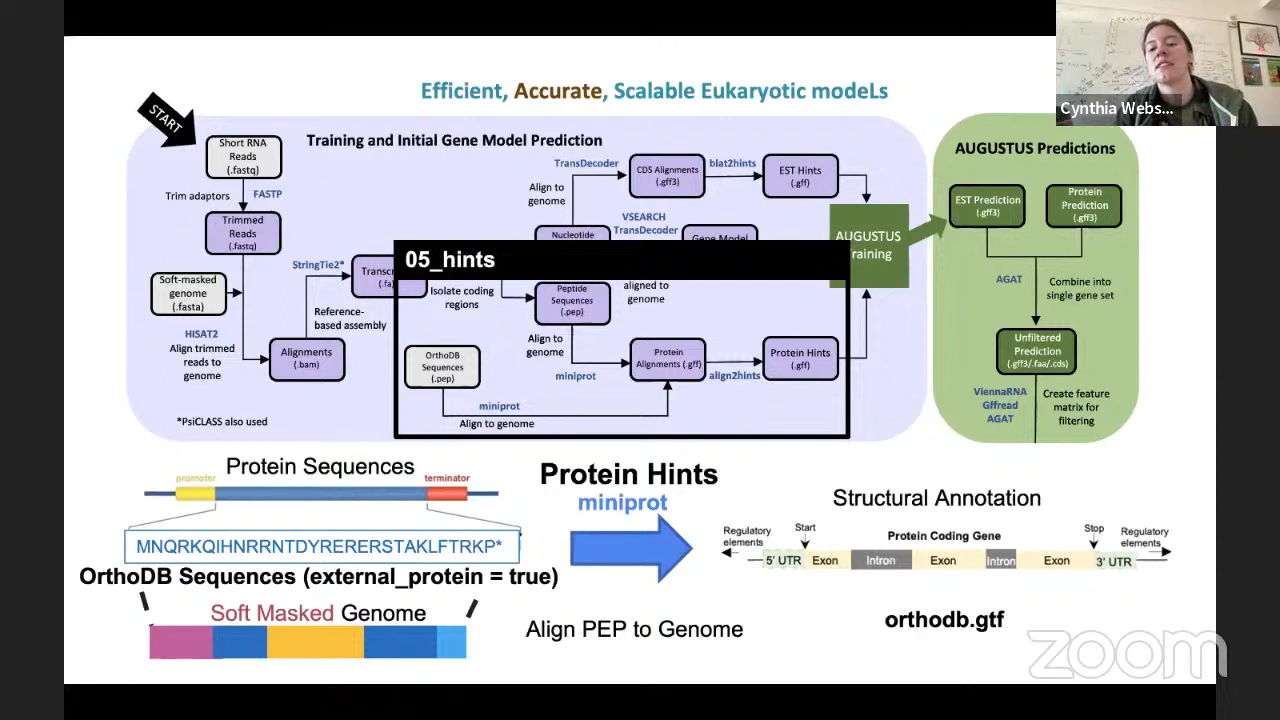 Efficient, Accurate, Scalable Eukaryotic modeLs
Cynthia Webs...
START
Training and Initial Gene Model Prediction
Short RNA
Reads
(.fastq)
Trim adaptors
FASTP
Trimmed
Reads
(.fastq)
Soft-masked
genome
(.fasta)
HISAT2
Align trimmed
reads to
genome
StringTie2*
Reference-
based assembly
Alignments
(.bam)
*PsiCLASS also used
TransDecoder
Align to
genome
CDS Alignments
(.gff3)
blat2hints
EST Hints
(.gff)
VSEARCH
TransDecoder
Nucleotide
Gene Model
AUGUSTUS
05_hints
Isolate coding
regions
Peptide
Sequences
(.pep)
aligned to
genome
Align to
genome
miniprot
OrthoDB
Sequences
(.pep)
Protein
Alignments (.gff)
align2hints
Protein Hints
(.gff)
miniprot
Align to genome
AUGUSTUS Predictions
EST Prediction
(.gff3)
Protein
Prediction
(.gff3)
AGAT
Combine into
single gene set
Unfiltered
Prediction
(.gff3/.faa/.cds)
ViennaRNA
Gffread
AGAT
Create feature
matrix for
filtering
Protein Sequences
promoter
terminator
MNQRKQIHNRRNTDYRERERSTAKLFTRKP*
OrthoDB Sequences (external_protein = true)
Soft Masked Genome
Protein Hints
miniprot
Align PEP to Genome
Structural Annotation
Regulatory
elements
Start
Protein Coding Gene
Stop
Regulatory
elements
5' UTR
Exon
Intron
Exon
Intron
Exon
3' UTR
orthodb.gtf
zoom